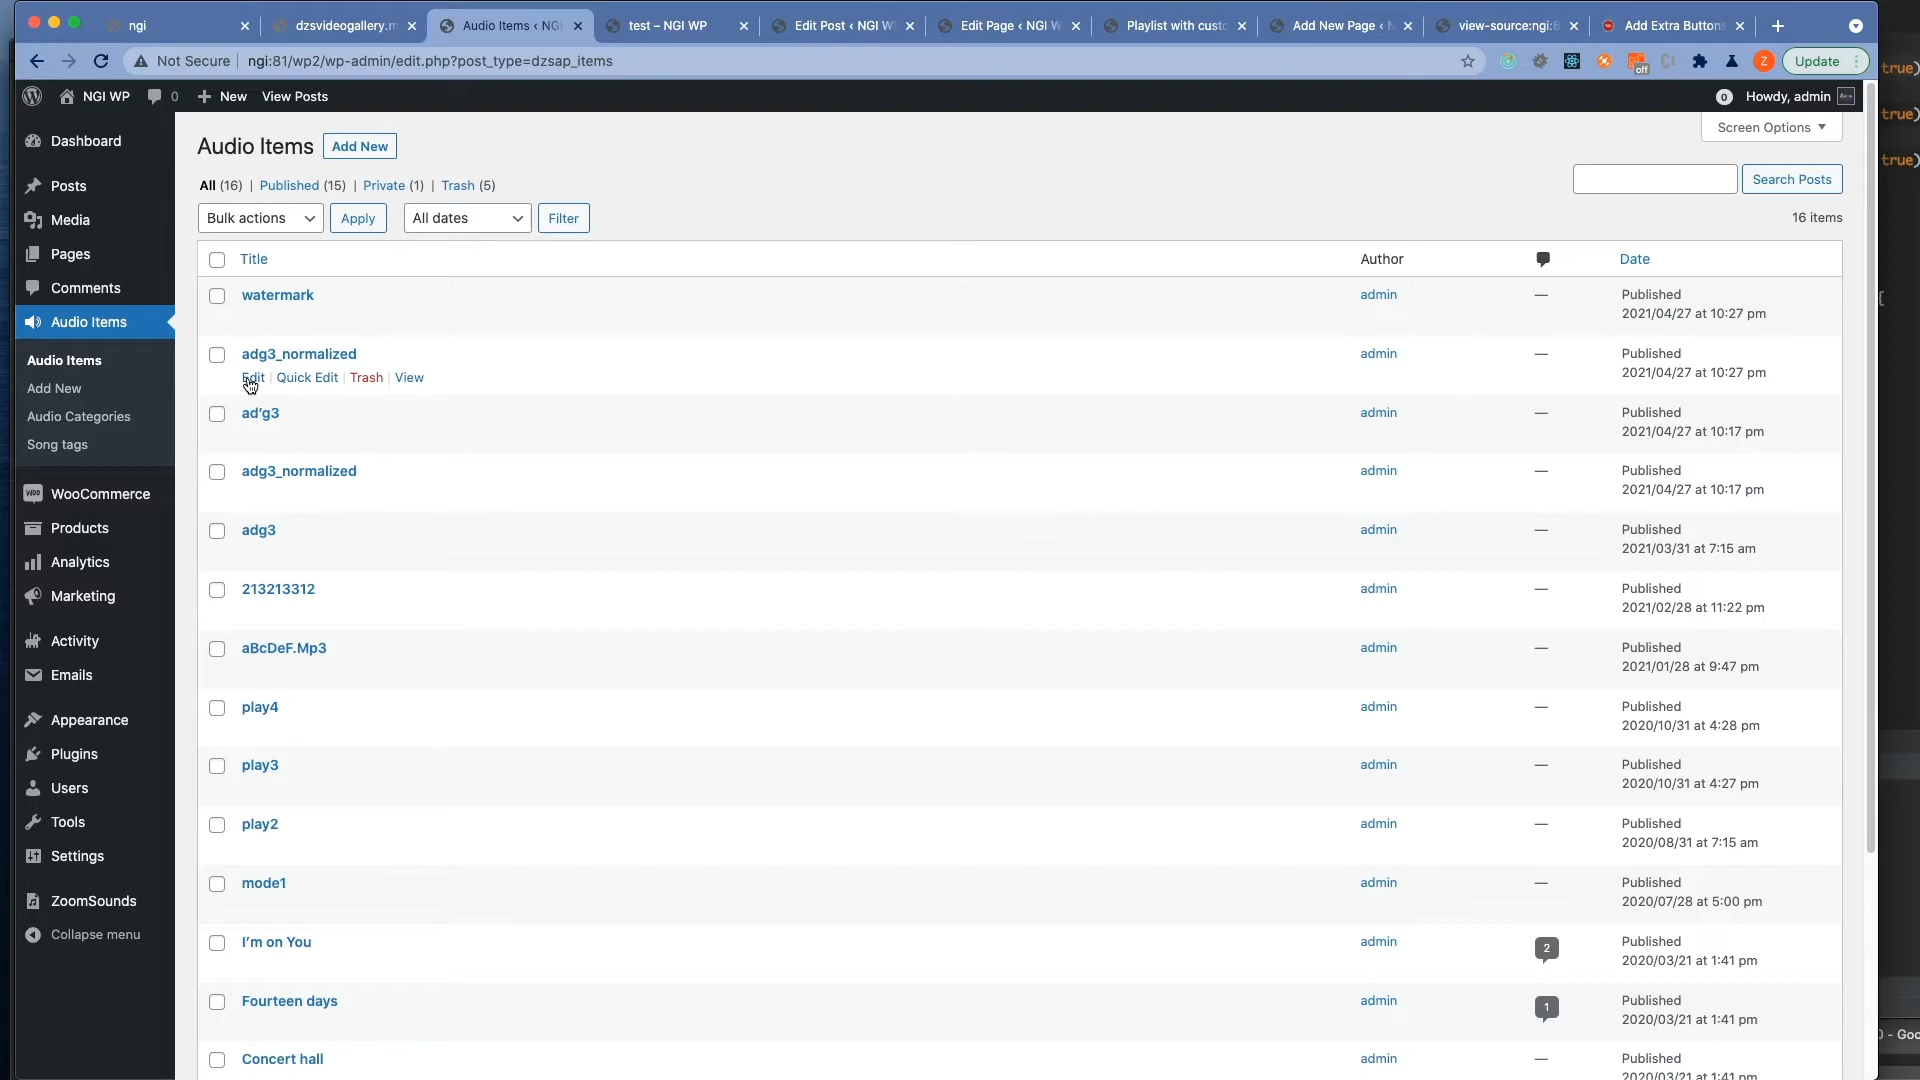 ngi
dzsvideogallery.m
Audio Items ‹ NGI
test – NGI WP
Edit Post ‹ NGI W
Edit Page ‹ NGI W
Playlist with custo
Add New Page ‹ N
view-source:ngi:8
Add Extra Buttons
Not Secure
ngi:81/wp2/wp-admin/edit.php?post_type=dzsap_items
off
Z
Update
true)
NGI WP
0
New
View Posts
0
Howdy, admin
true)
true)
Dashboard
Posts
Media
Pages
Comments
Audio Items
Audio Items
Add New
Audio Categories
Song tags
WooCommerce
Products
Analytics
Marketing
Activity
Emails
Appearance
Plugins
Users
Tools
Settings
ZoomSounds
Collapse menu
Screen Options
Audio Items
Add New
All (16) | Published (15) | Private (1) | Trash (5)
Search Posts
Bulk actions
Apply
All dates
Filter
16 items
Title
Author
Date
watermark
admin
—
Published
2021/04/27 at 10:27 pm
adg3_normalized
Edit | Quick Edit | Trash | View
admin
—
Published
2021/04/27 at 10:27 pm
ad’g3
admin
—
Published
2021/04/27 at 10:17 pm
adg3_normalized
admin
—
Published
2021/04/27 at 10:17 pm
adg3
admin
—
Published
2021/03/31 at 7:15 am
213213312
admin
—
Published
2021/02/28 at 11:22 pm
aBcDeF.Mp3
admin
—
Published
2021/01/28 at 9:47 pm
play4
admin
—
Published
2020/10/31 at 4:28 pm
play3
admin
—
Published
2020/10/31 at 4:27 pm
play2
admin
—
Published
2020/08/31 at 7:15 am
mode1
admin
—
Published
2020/07/28 at 5:00 pm
I’m on You
admin
2
Published
2020/03/21 at 1:41 pm
Fourteen days
admin
1
Published
2020/03/21 at 1:41 pm
Concert hall
admin
—
Published
2020/03/21 at 1:41 pm
{
- Goo